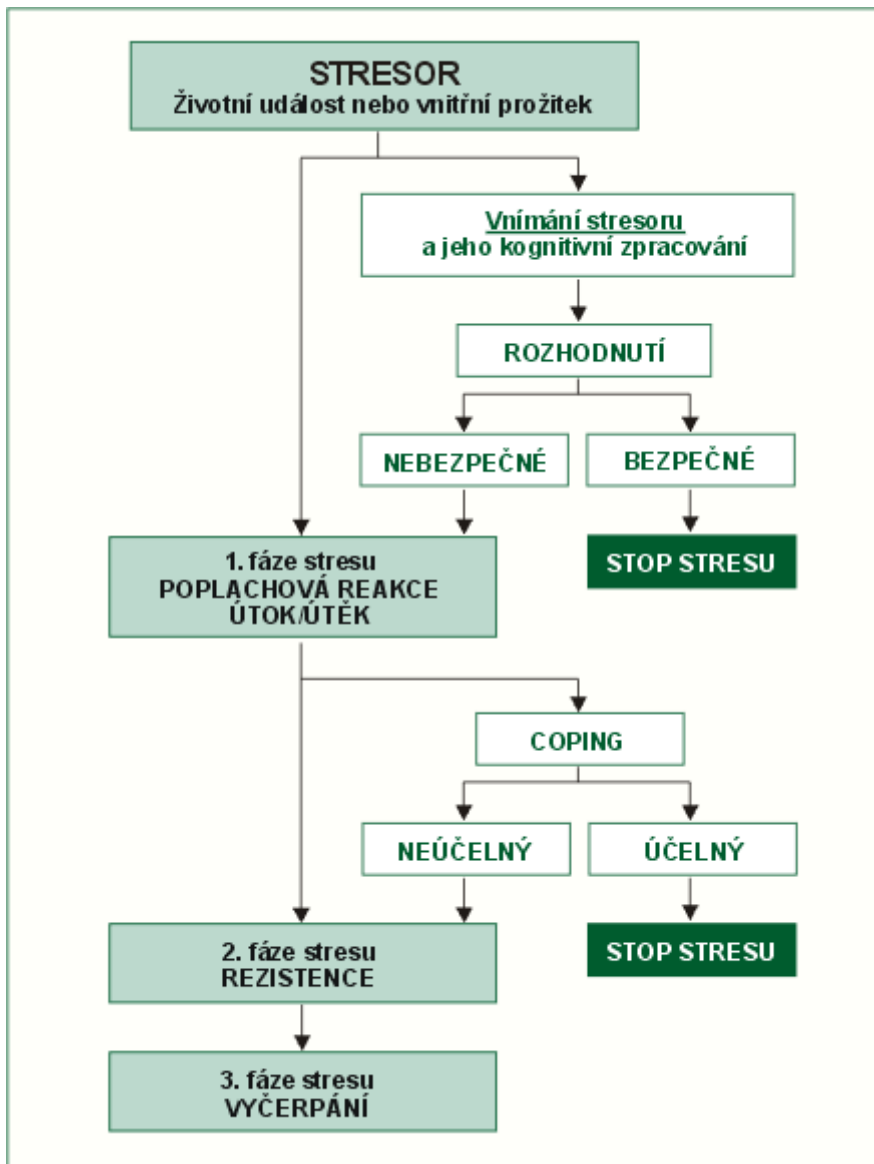 STRESOR
Životní událost nebo vnitřní prožitek
Vnímání stresoru
a jeho kognitivní zpracování
ROZHODNUTÍ
NEBEZPEČNÉ
BEZPEČNÉ
1. fáze stresu
POPLACHOVÁ REAKCE
ÚTOK/ÚTĚK
STOP STRESU
COPING
NEÚČELNÝ
ÚČELNÝ
2. fáze stresu
REZISTENCE
STOP STRESU
3. fáze stresu
VYČERPÁNÍ